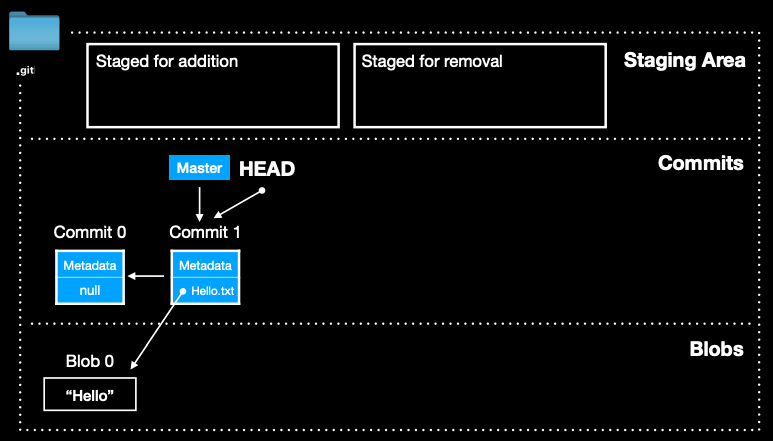 .git
Staged for addition
Staged for removal
Staging Area
Commits
Master
HEAD
Commit 0
Commit 1
Metadata
null
Metadata
Hello.txt
Blobs
Blob 0
“Hello”